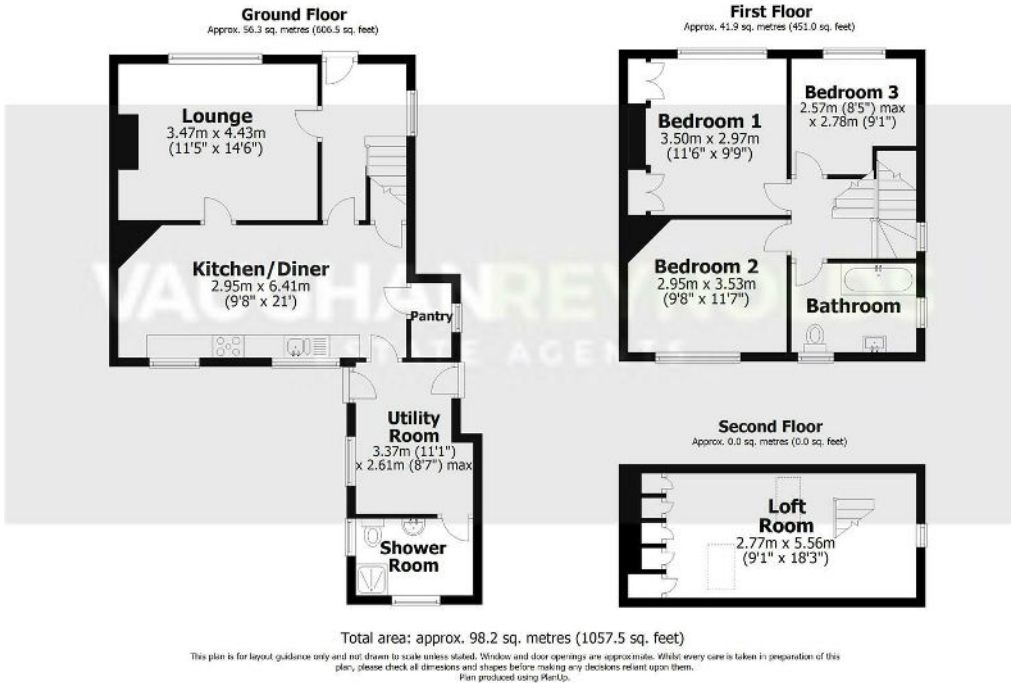 Ground Floor
Approx. 56.3 sq. metres (606.5 sq. feet)
Lounge
3.47m x 4.43m
(11'5" x 14'6")
Kitchen/Diner
2.95m x 6.41m
(9'8" x 21')
Pantry
Utility
Room
3.37m (11'1")
x 2.61m (8'7") max
Shower
Room
First Floor
Approx. 41.9 sq. metres (451.0 sq. feet)
Bedroom 1
3.50m x 2.97m
(11'6" x 9'9")
Bedroom 3
2.57m (8'5") max
x 2.78m (9'1")
Bedroom 2
2.95m x 3.53m
(9'8" x 11'7")
Bathroom
Second Floor
Approx. 0.0 sq. metres (0.0 sq. feet)
Loft
Room
2.77m x 5.56m
(9'1" x 18'3")
ESTATE AGENTS
Total area: approx. 98.2 sq. metres (1057.5 sq. feet)
This plan is for layout guidance only and not drawn to scale unless stated. Window and door openings are approximate. Whilst every care is taken in preparation of this
plan, please check all dimesions and shapes before making any decisions reliant upon them.
Plan produced using PlanUp.